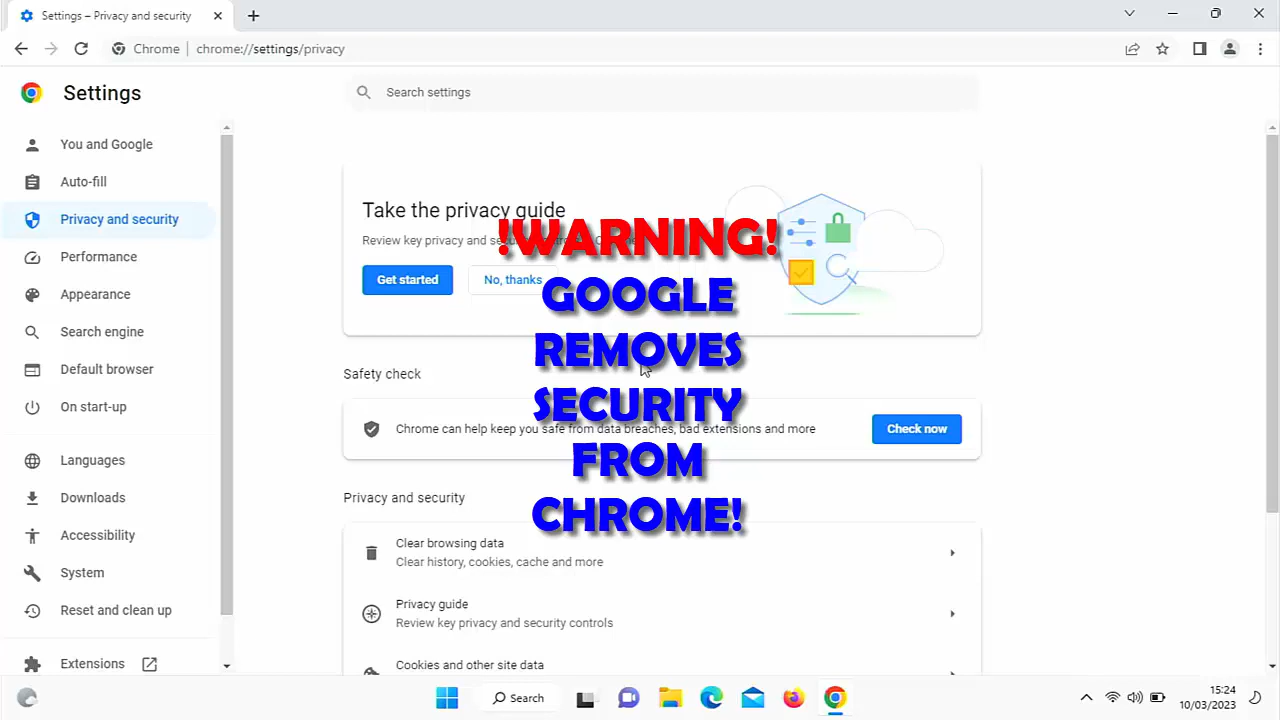 Settings – Privacy and security
Chrome
chrome://settings/privacy
Settings
Search settings
You and Google
Auto-fill
Privacy and security
Performance
Appearance
Search engine
Default browser
On start-up
Languages
Downloads
Accessibility
System
Reset and clean up
Extensions
Take the privacy guide
Review key privacy and
Get started
No, thanks
!WARNING!
GOOGLE
REMOVES
SECURITY
FROM
CHROME!
Safety check
Chrome can help keep you safe from data breaches, bad extensions and more
Check now
Privacy and security
Clear browsing data
Clear history, cookies, cache and more
Privacy guide
Review key privacy and security controls
Cookies and other site data
Search
15:24
10/03/2023